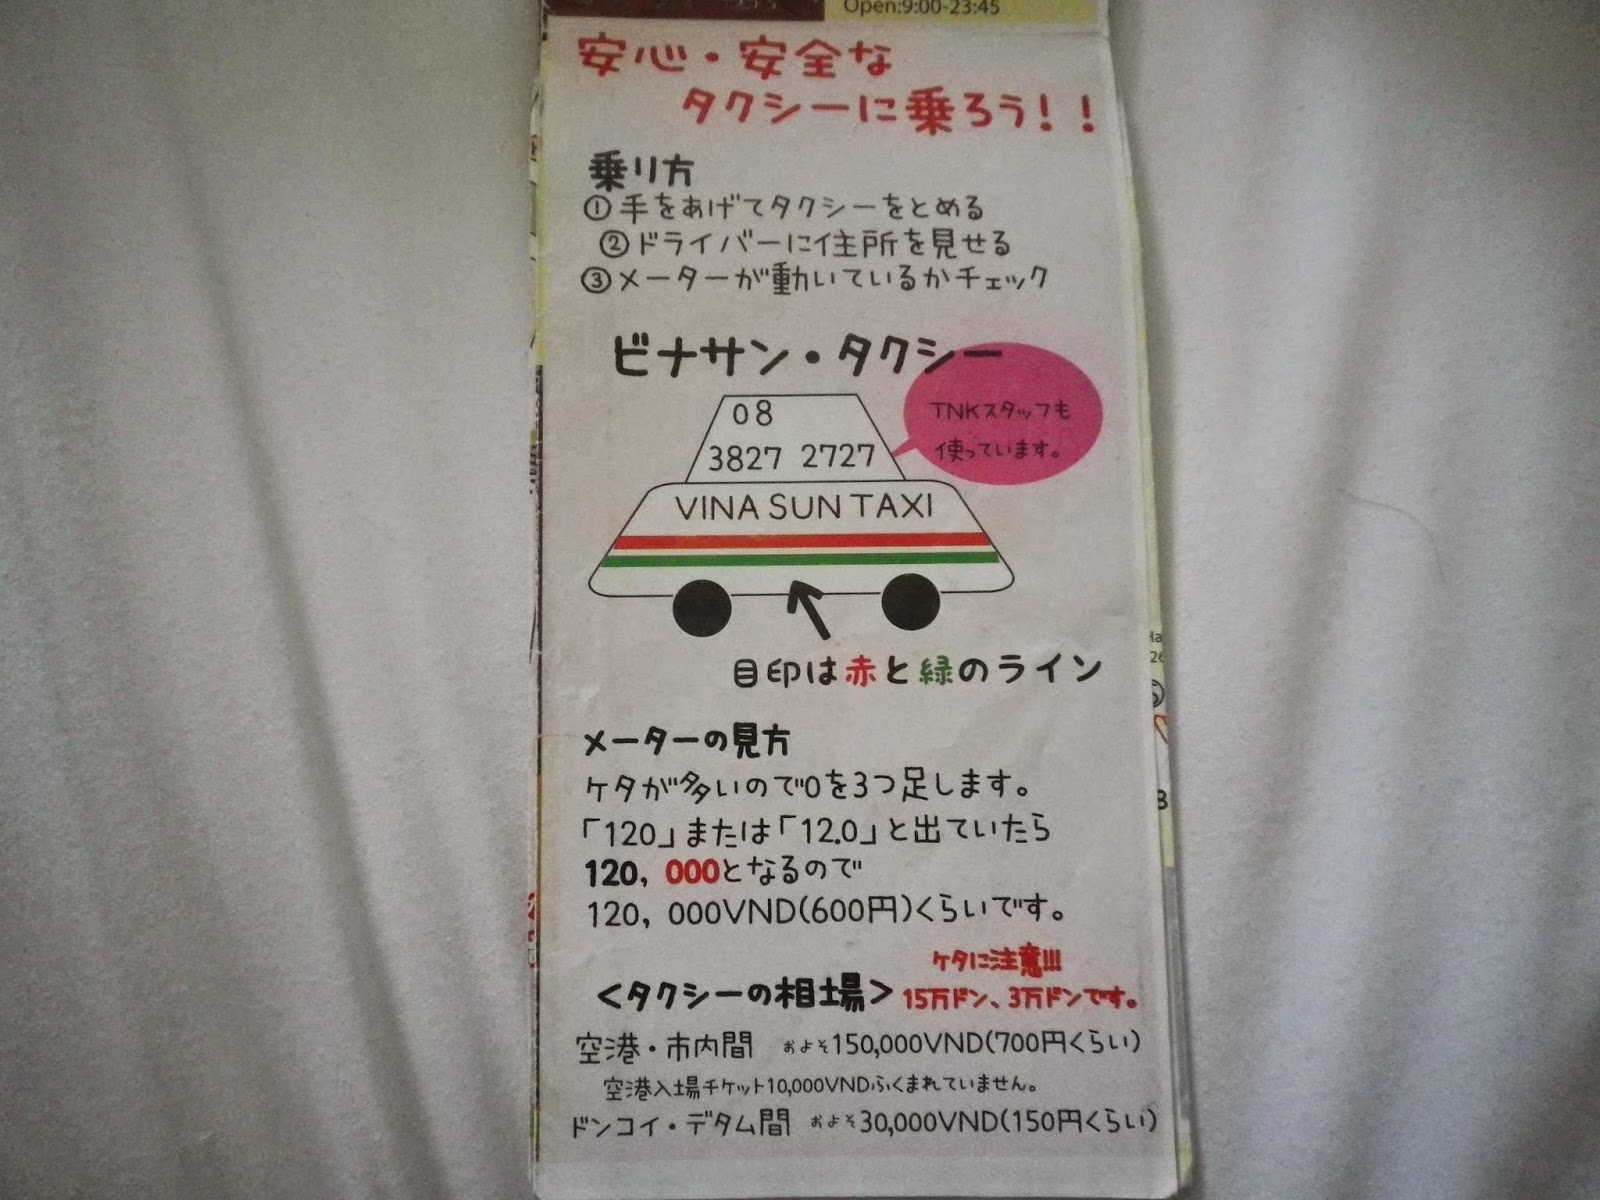 Open:9:00-23:45
安心・安全な
タクシーに乗ろう！！
乗り方
①手をあげてタクシーをとめる
②ドライバーに住所を見せる
③メーターが動いているかチェック
ビナサン・タクシー
TNKスタッフも
使っています。
08
3827 2727
VINA SUN TAXI
目印は赤と緑のライン
メーターの見方
ケタが多いので0を3つ足します。
「120」または「12.0」と出ていたら
120, 000となるので
120, 000VND(600円)くらいです。
ケタに注意!!!
<タクシーの相場> 15万ドン、3万ドンです。
空港・市内間 およそ150,000VND(700円くらい)
空港入場チケット10,000VNDふくまれていません。
ドンコイ・デタム間 およそ30,000VND(150円くらい)